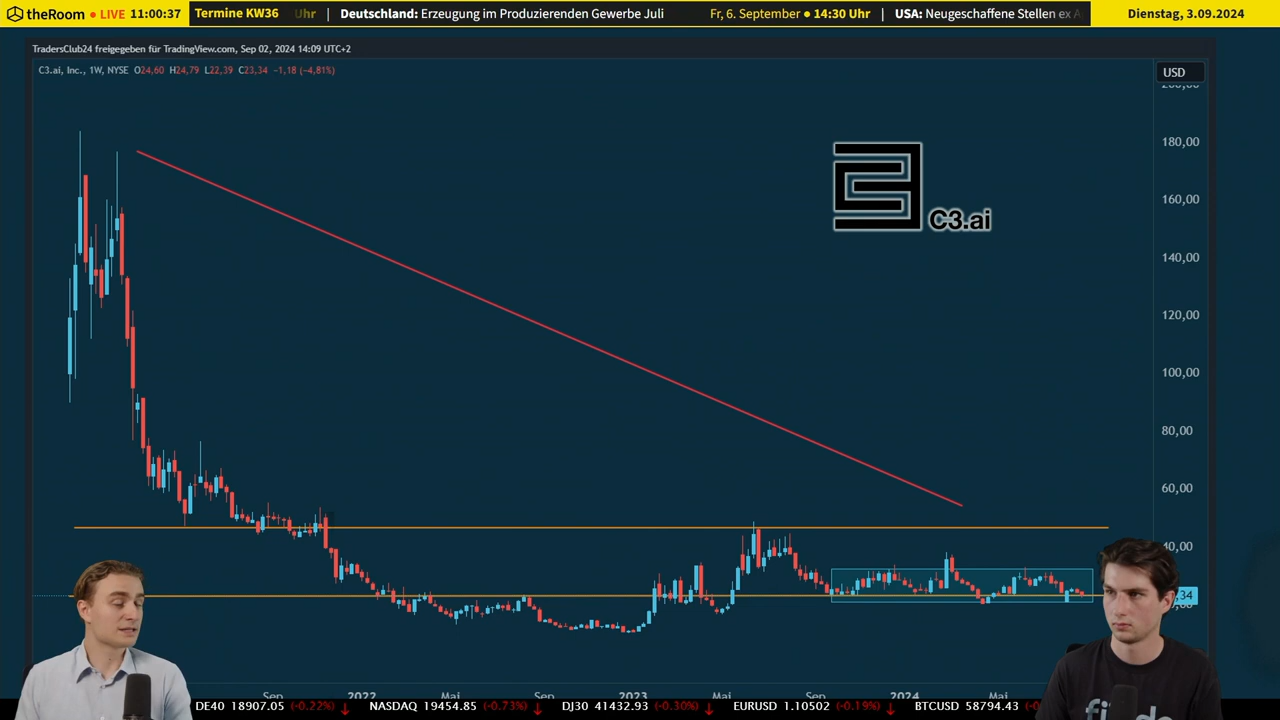 theRoom • LIVE 11:00:37
Termine KW36 Uhr | Deutschland: Erzeugung im Produzierenden Gewerbe Juli Fr, 6. September • 14:30 Uhr | USA: Neugeschaffene Stellen ex
Dienstag, 3.09.2024
TradersClub24 freigegeben für TradingView.com, Sep 02, 2024 14:09 UTC+2
C3.ai, Inc., 1W, NYSE O24,60 H24,79 L22,39 C23,34 −1,18 (−4,81%)
USD
180,00
160,00
C3.ai
140,00
120,00
100,00
80,00
60,00
40,00
,34
Sep 2022 Mai Sep 2023 Mai Sep 2024 Mai
DE40 18907.05 (-0.22%) NASDAQ 19454.85 (-0.73%) DJ30 41432.93 (-0.30%) EURUSD 1.10502 (-0.19%) BTCUSD 58794.43